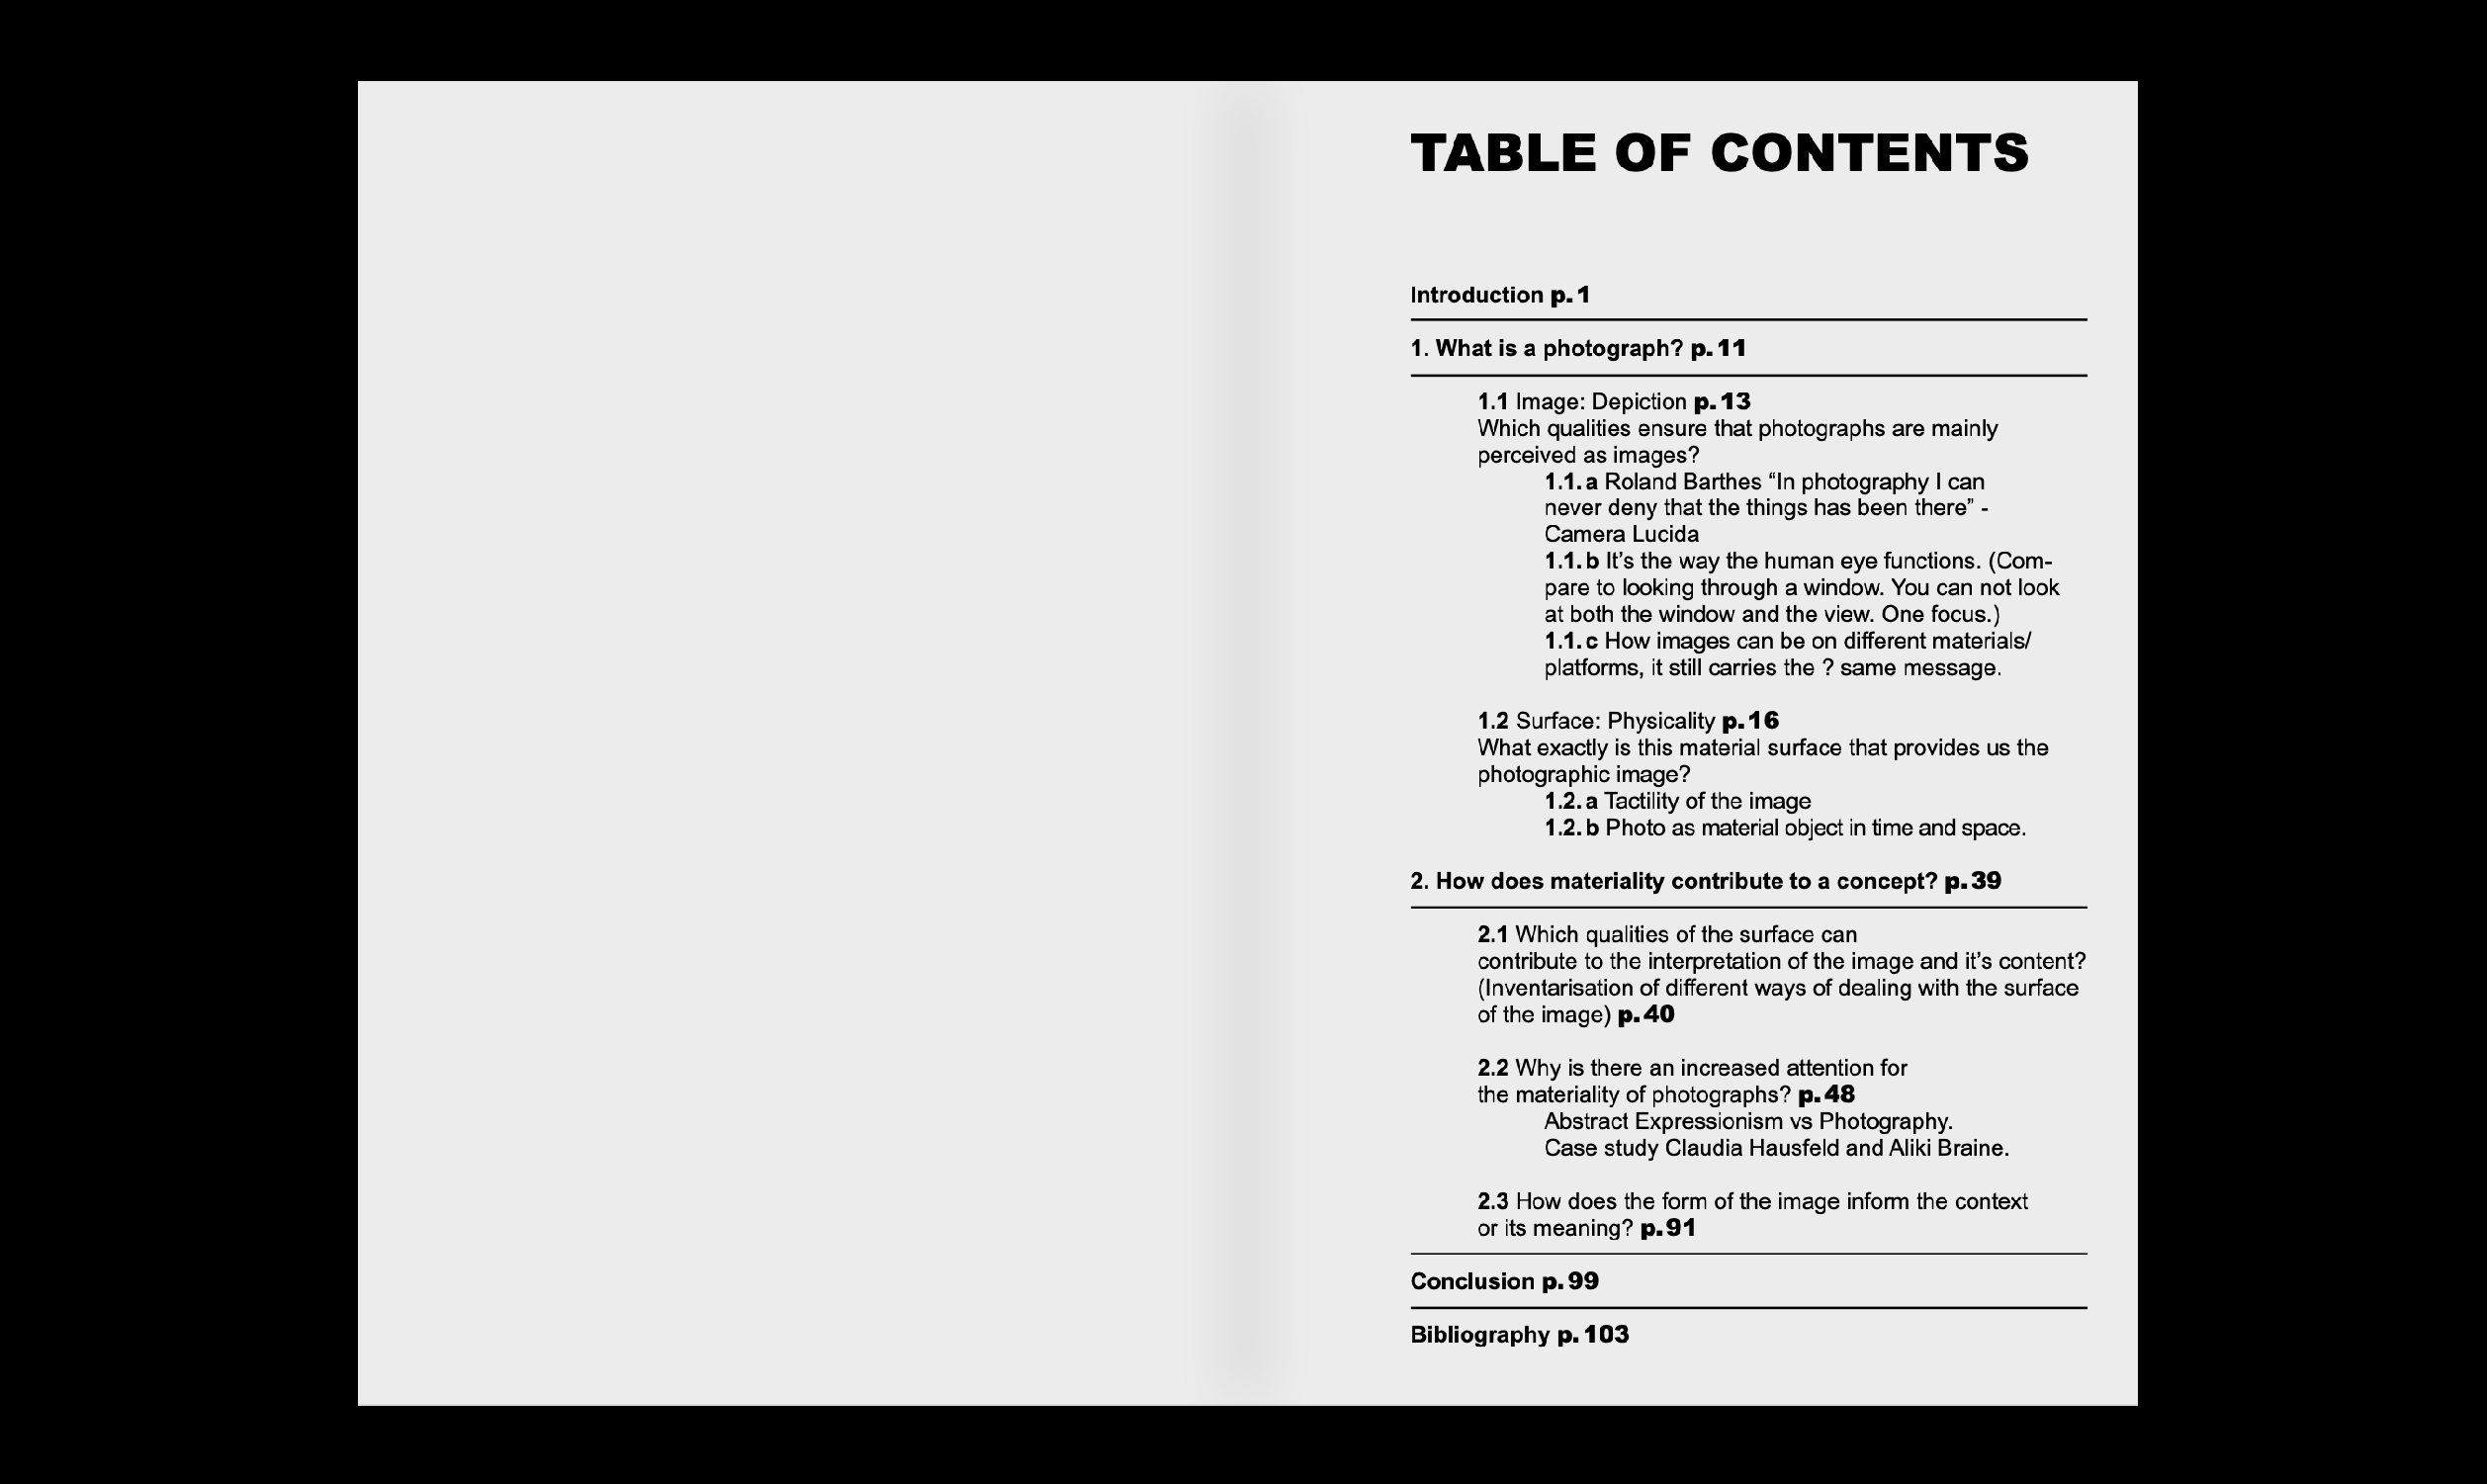 TABLE OF CONTENTS
Introduction p. 1
1. What is a photograph? p. 11
1.1 Image: Depiction p. 13
Which qualities ensure that photographs are mainly
perceived as images?
1.1. a Roland Barthes “In photography I can
never deny that the things has been there” -
Camera Lucida
1.1. b It’s the way the human eye functions. (Com-
pare to looking through a window. You can not look
at both the window and the view. One focus.)
1.1. c How images can be on different materials/
platforms, it still carries the ? same message.
1.2 Surface: Physicality p. 16
What exactly is this material surface that provides us the
photographic image?
1.2. a Tactility of the image
1.2. b Photo as material object in time and space.
2. How does materiality contribute to a concept? p. 39
2.1 Which qualities of the surface can
contribute to the interpretation of the image and it’s content?
(Inventarisation of different ways of dealing with the surface
of the image) p. 40
2.2 Why is there an increased attention for
the materiality of photographs? p. 48
Abstract Expressionism vs Photography.
Case study Claudia Hausfeld and Aliki Braine.
2.3 How does the form of the image inform the context
or its meaning? p. 91
Conclusion p. 99
Bibliography p. 103